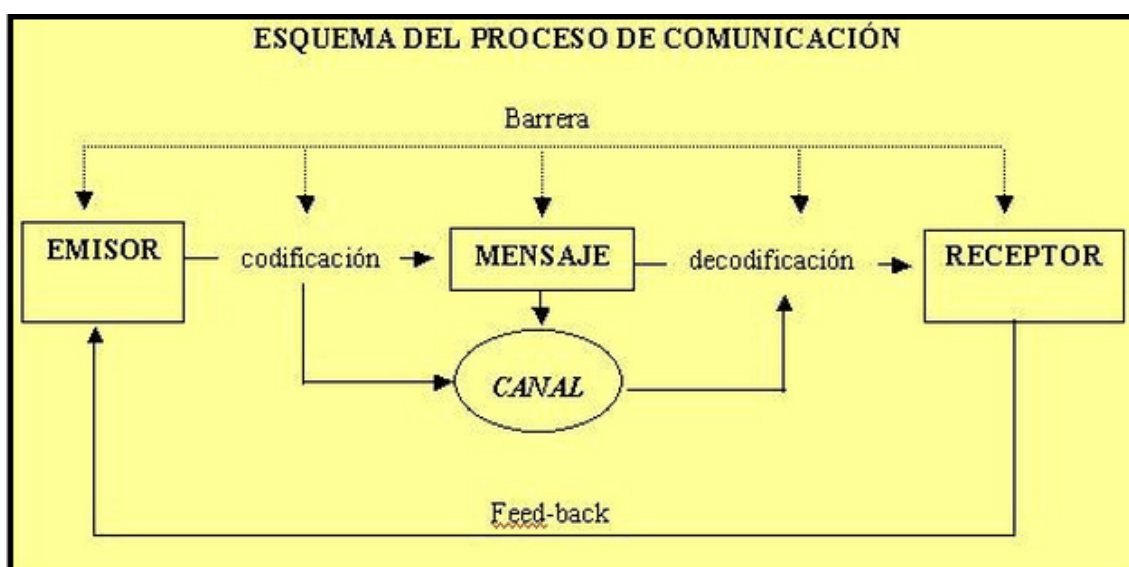 ESQUEMA DEL PROCESO DE COMUNICACIÓN
Barrera
EMISOR
codificación
MENSAJE
decodificación
RECEPTOR
CANAL
Feed-back